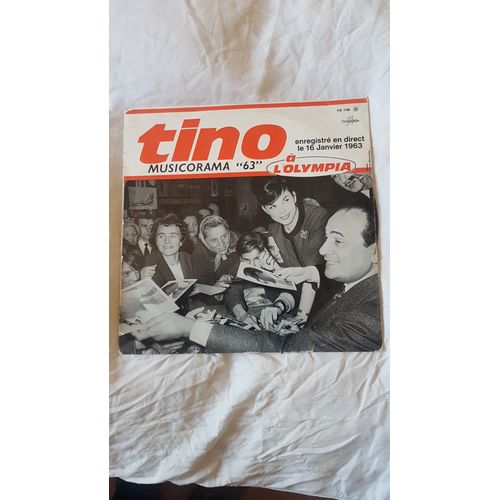 tino
MUSICORAMA "63"
enregistré en direct
le 16 Janvier 1963
à
L'OLYMPIA